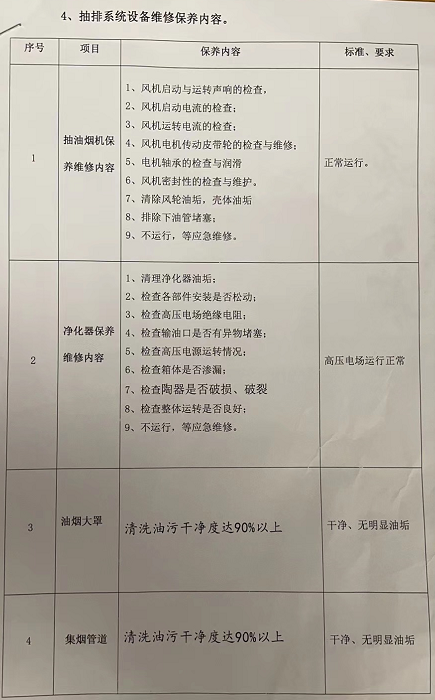 4、抽排系统设备维修保养内容。
序号 项目 保养内容 标准、要求
1 抽油烟机保养维修内容 正常运行。
1、风机启动与运转声响的检查，
2、风机启动电流的检查；
3、风机运转电流的检查；
4、风机电机传动皮带轮的检查与维修；
5、电机轴承的检查与润滑
6、风机密封性的检查与维护。
7、清除风轮油垢，壳体油垢
8、排除下油管堵塞；
9、不运行，等应急维修。
2 净化器保养维修内容 高压电场运行正常
1、清理净化器油垢；
2、检查各部件安装是否松动；
3、检查高压电场绝缘电阻；
4、检查输油口是否有异物堵塞；
5、检查高压电源运转情况；
6、检查箱体是否渗漏；
7、检查陶器是否破损、破裂
8、检查整体运转是否良好；
9、不运行，等应急维修。
3 油烟大罩 清洗油污干净度达90%以上 干净、无明显油垢
4 集烟管道 清洗油污干净度达90%以上 干净、无明显油垢